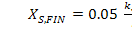 X_{S,FIN} = 0.05 k